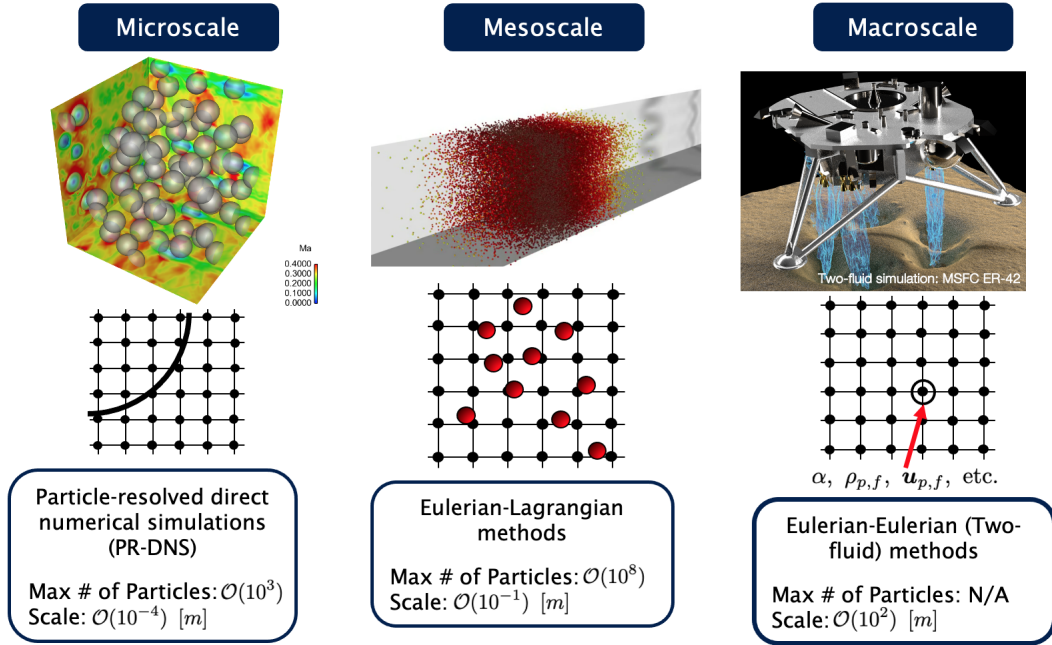 Microscale
Mesoscale
Macroscale
Ma
0.4000
0.3000
0.2000
0.1000
0.0000
Two-fluid simulation: MSFC ER-42
α, ρ_{p,f}, u_{p,f}, etc.
Particle-resolved direct
numerical simulations
(PR-DNS)
Max # of Particles: O(10³)
Scale: O(10⁻⁴) [m]
Eulerian-Lagrangian
methods
Max # of Particles: O(10⁸)
Scale: O(10⁻¹) [m]
Eulerian-Eulerian (Two-
fluid) methods
Max # of Particles: N/A
Scale: O(10²) [m]